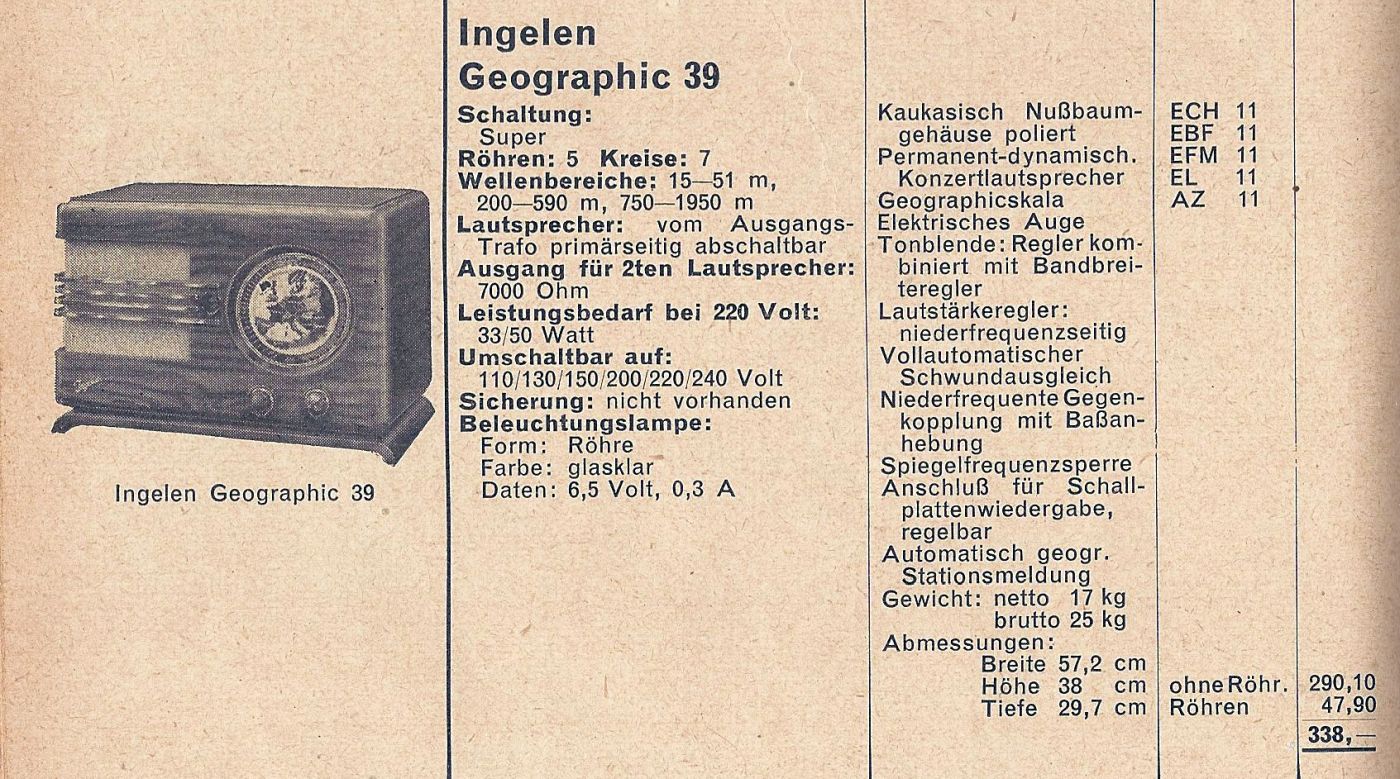 Ingelen Geographic 39
Ingelen
Geographic 39
Schaltung:
Super
Röhren: 5 Kreise: 7
Wellenbereiche: 15—51 m,
200—590 m, 750—1950 m
Lautsprecher: vom Ausgangs-
Trafo primärseitig abschaltbar
Ausgang für 2ten Lautsprecher:
7000 Ohm
Leistungsbedarf bei 220 Volt:
33/50 Watt
Umschaltbar auf:
110/130/150/200/220/240 Volt
Sicherung: nicht vorhanden
Beleuchtungslampe:
Form: Röhre
Farbe: glasklar
Daten: 6,5 Volt, 0,3 A
Kaukasisch Nußbaum-
gehäuse poliert
Permanent-dynamisch.
Konzertlautsprecher
Geographicskala
Elektrisches Auge
Tonblende: Regler kom-
biniert mit Bandbrei-
teregler
Lautstärkeregler:
niederfrequenzseitig
Vollautomatischer
Schwundausgleich
Niederfrequente Gegen-
kopplung mit Baßan-
hebung
Spiegelfrequenzsperre
Anschluß für Schall-
plattenwiedergabe,
regelbar
Automatisch geogr.
Stationsmeldung
Gewicht: netto 17 kg
brutto 25 kg
Abmessungen:
Breite 57,2 cm
Höhe 38 cm
Tiefe 29,7 cm
ECH 11
EBF 11
EFM 11
EL 11
AZ 11
ohne Röhr. 290,10
Röhren 47,90
338,—